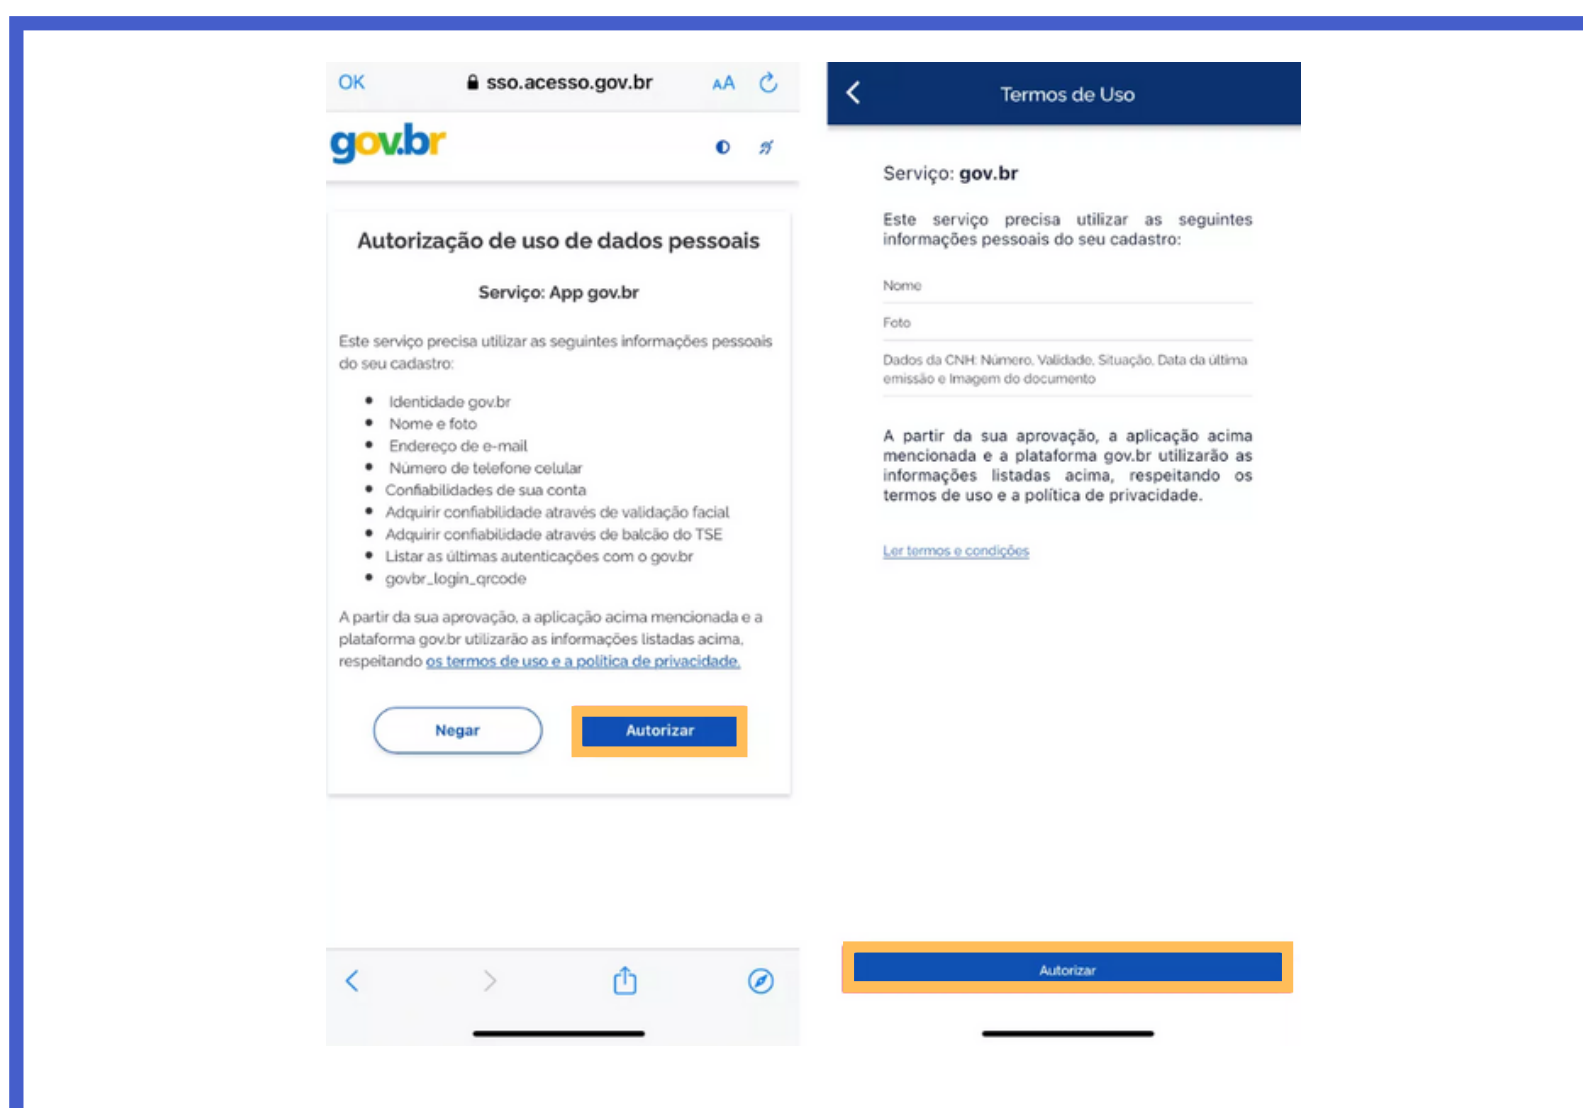 OK
sso.acesso.gov.br
AA
gov.br
Autorização de uso de dados pessoais
Serviço: App gov.br
Este serviço precisa utilizar as seguintes informações pessoais
do seu cadastro:
Identidade gov.br
Nome e foto
Endereço de e-mail
Número de telefone celular
Confiabilidades de sua conta
Adquirir confiabilidade através de validação facial
Adquirir confiabilidade através de balcão do TSE
Listar as últimas autenticações com o gov.br
govbr_login_qrcode
A partir da sua aprovação, a aplicação acima mencionada e a
plataforma gov.br utilizarão as informações listadas acima,
respeitando os termos de uso e a política de privacidade.
Negar
Autorizar
Termos de Uso
Serviço: gov.br
Este serviço precisa utilizar as seguintes
informações pessoais do seu cadastro:
Nome
Foto
Dados da CNH: Número, Validade, Situação, Data da última
emissão e Imagem do documento
A partir da sua aprovação, a aplicação acima
mencionada e a plataforma gov.br utilizarão as
informações listadas acima, respeitando os
termos de uso e a política de privacidade.
Ler termos e condições
Autorizar